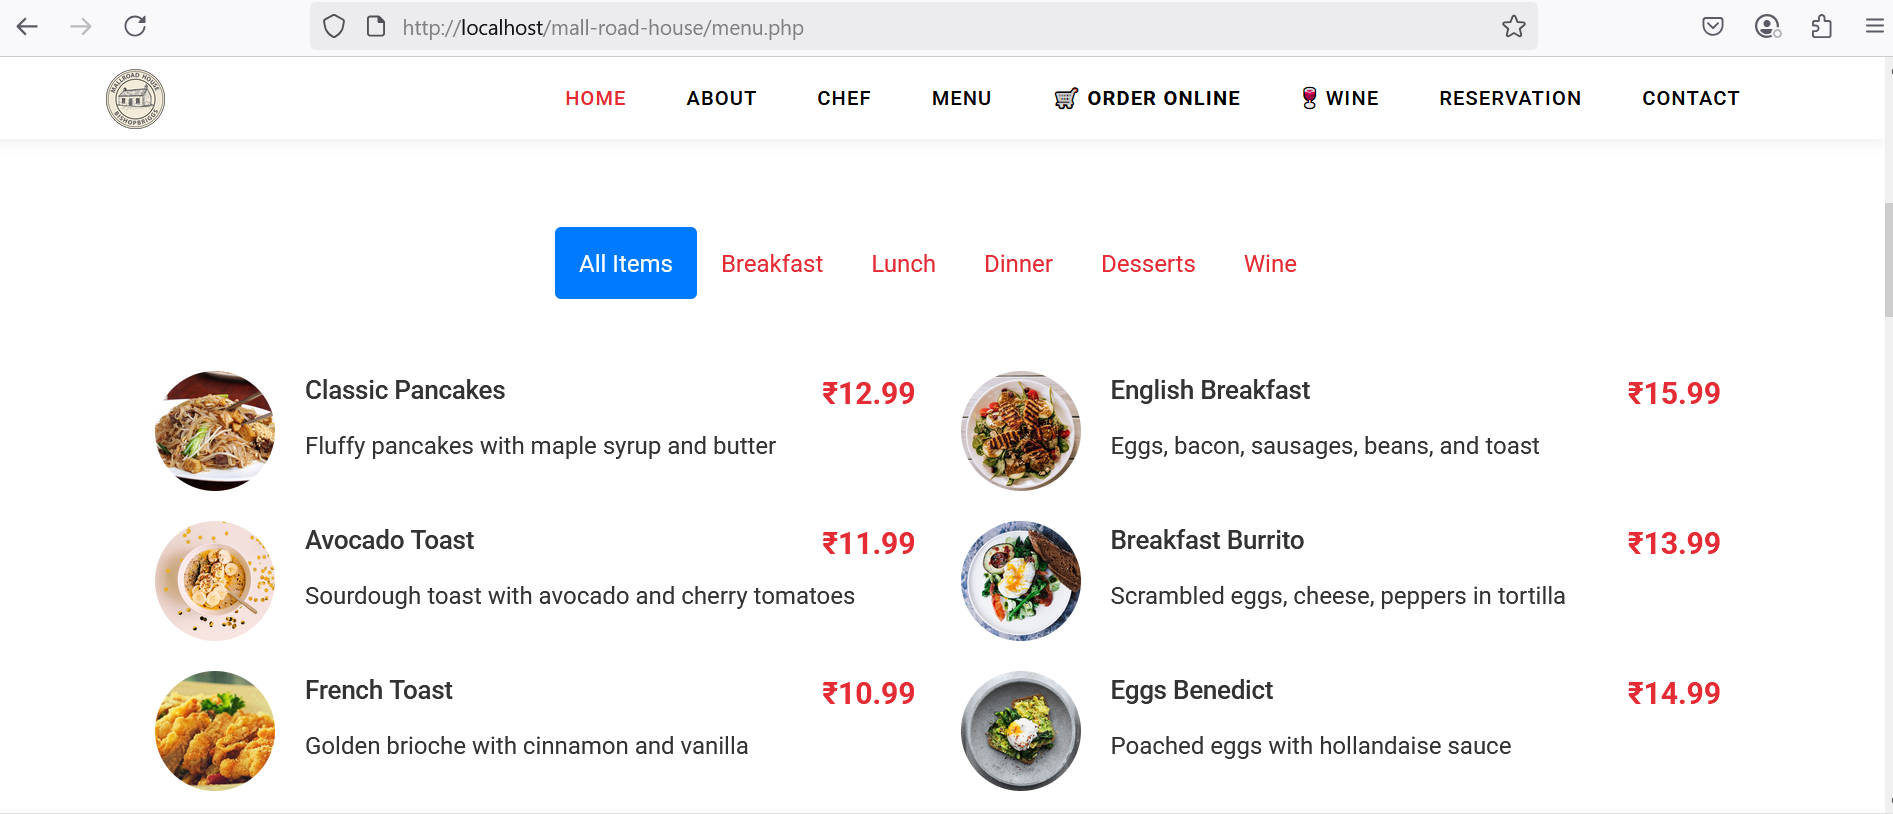 http://localhost/mall-road-house/menu.php
MALLROAD HOUSE
BISHOPBRIGGS
HOME ABOUT CHEF MENU 🛒 ORDER ONLINE 🍷 WINE RESERVATION CONTACT
All Items Breakfast Lunch Dinner Desserts Wine
Classic Pancakes ₹12.99
Fluffy pancakes with maple syrup and butter
English Breakfast ₹15.99
Eggs, bacon, sausages, beans, and toast
Avocado Toast ₹11.99
Sourdough toast with avocado and cherry tomatoes
Breakfast Burrito ₹13.99
Scrambled eggs, cheese, peppers in tortilla
French Toast ₹10.99
Golden brioche with cinnamon and vanilla
Eggs Benedict ₹14.99
Poached eggs with hollandaise sauce